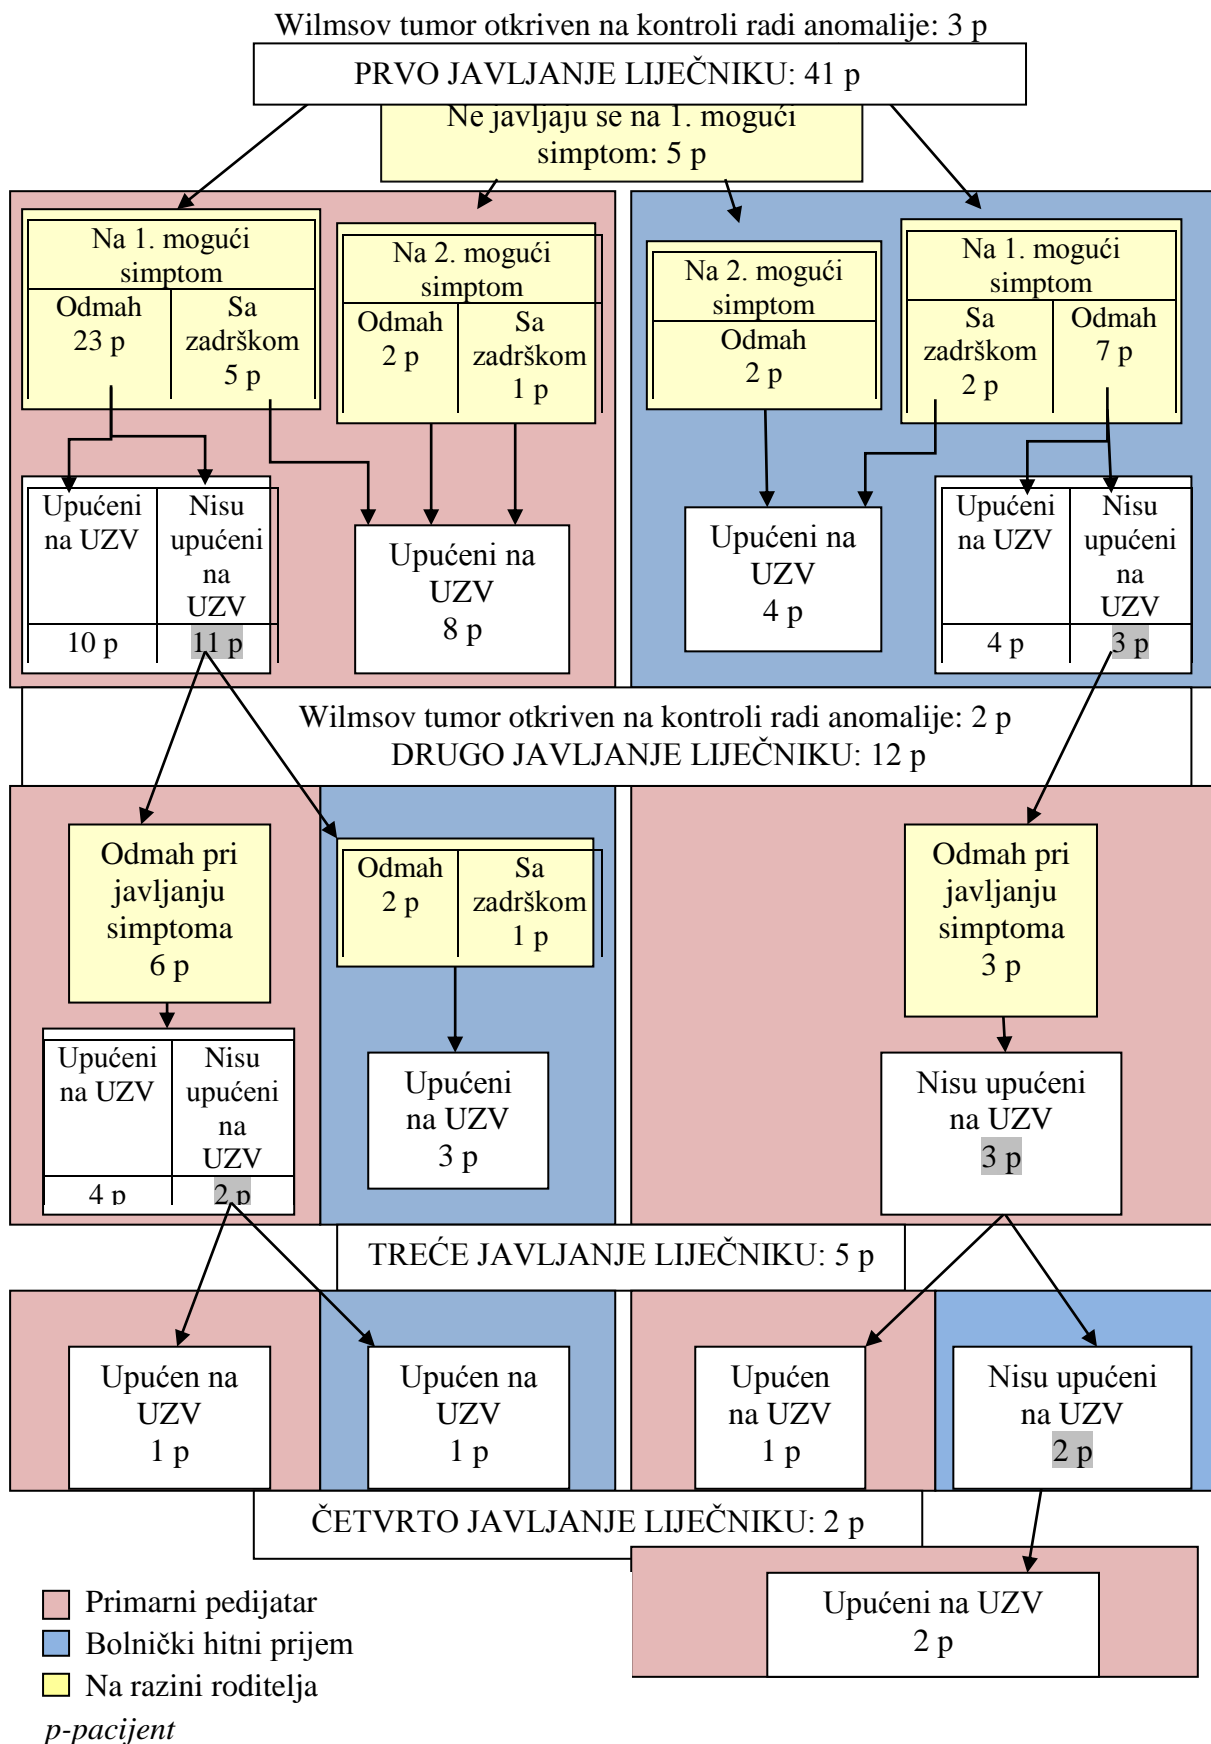 Wilmsov tumor otkriven na kontroli radi anomalije: 3 p
PRVO JAVLJANJE LIJEČNIKU: 41 p
Ne javljaju se na 1. mogući
simptom: 5 p
Na 1. mogući
simptom
Odmah
23 p
Sa
zadrškom
5 p
Na 2. mogući
simptom
Odmah
2 p
Sa
zadrškom
1 p
Na 2. mogući
simptom
Odmah
2 p
Na 1. mogući
simptom
Sa
zadrškom
2 p
Odmah
7 p
Upućeni
na UZV
10 p
Nisu
upućeni
na
UZV
11 p
Upućeni na
UZV
8 p
Upućeni na
UZV
4 p
Upućeni
na UZV
4 p
Nisu
upućeni
na
UZV
3 p
Wilmsov tumor otkriven na kontroli radi anomalije: 2 p
DRUGO JAVLJANJE LIJEČNIKU: 12 p
Odmah pri
javljanju
simptoma
6 p
Odmah
2 p
Sa
zadrškom
1 p
Odmah pri
javljanju
simptoma
3 p
Upućeni
na UZV
4 p
Nisu
upućeni
na
UZV
2 p
Upućeni
na UZV
3 p
Nisu upućeni
na UZV
3 p
TREĆE JAVLJANJE LIJEČNIKU: 5 p
Upućen na
UZV
1 p
Upućen na
UZV
1 p
Upućen
na UZV
1 p
Nisu upućeni
na UZV
2 p
ČETVRTO JAVLJANJE LIJEČNIKU: 2 p
Upućeni na UZV
2 p
Primarni pedijatar
Bolnički hitni prijem
Na razini roditelja
p-pacijent